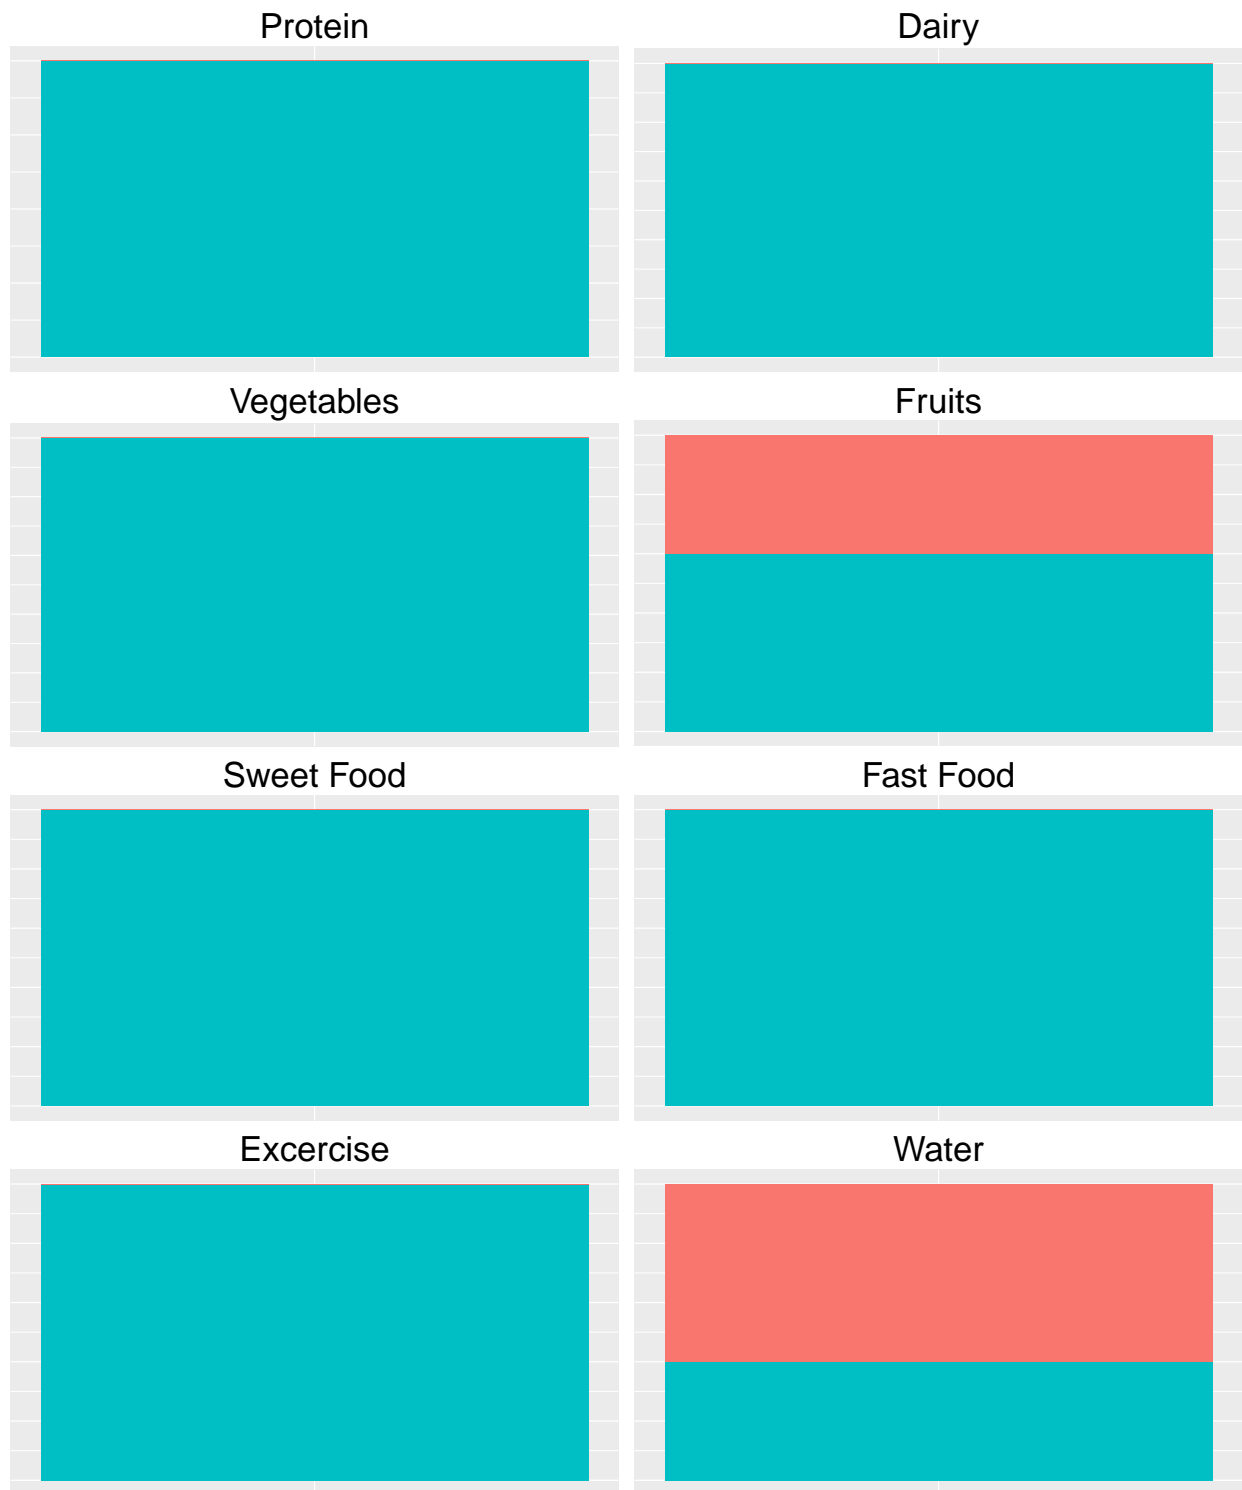 Protein
Dairy
Vegetables
Fruits
Sweet Food
Fast Food
Excercise
Water